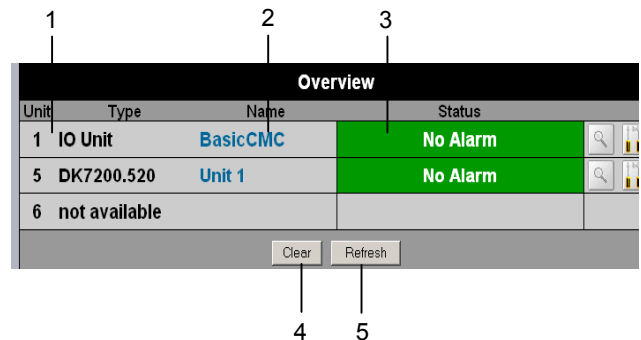 1 2 3
Overview
Unit Type Name Status
1 IO Unit BasicCMC No Alarm
5 DK7200.520 Unit 1 No Alarm
6 not available
Clear Refresh
4 5